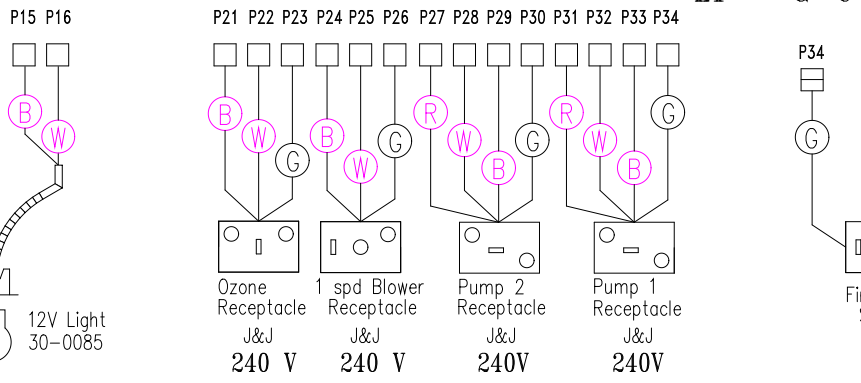 P15 P16 P21 P22 P23 P24 P25 P26 P27 P28 P29 P30 P31 P32 P33 P34
P34
B W B W G B W G R W B G R W B G G
Ozone
Receptacle
J&J
240 V
1 spd Blower
Receptacle
J&J
240 V
Pump 2
Receptacle
J&J
240V
Pump 1
Receptacle
J&J
240V
12V Light
30-0085